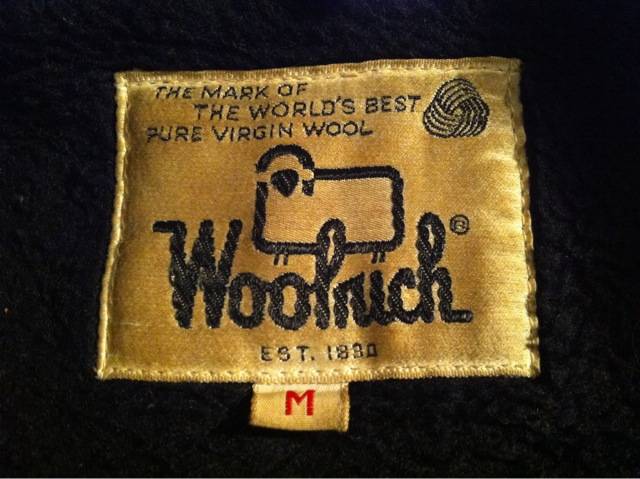 THE MARK OF
THE WORLD'S BEST
PURE VIRGIN WOOL
Woolrich®
EST. 1830
M